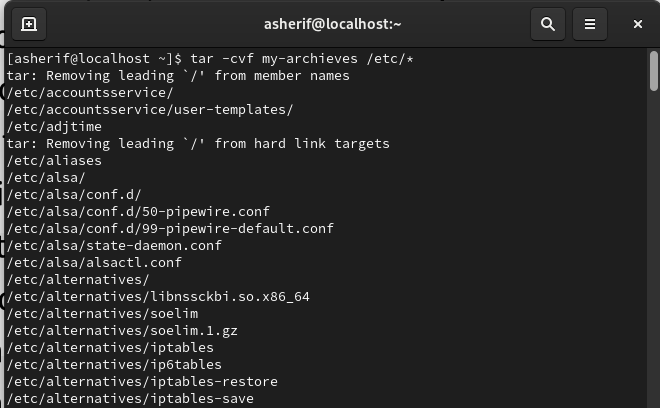 asherif@localhost:~
[asherif@localhost ~]$ tar -cvf my-archieves /etc/*
tar: Removing leading `/' from member names
/etc/accountsservice/
/etc/accountsservice/user-templates/
/etc/adjtime
tar: Removing leading `/' from hard link targets
/etc/aliases
/etc/alsa/
/etc/alsa/conf.d/
/etc/alsa/conf.d/50-pipewire.conf
/etc/alsa/conf.d/99-pipewire-default.conf
/etc/alsa/state-daemon.conf
/etc/alsa/alsactl.conf
/etc/alternatives/
/etc/alternatives/libnssckbi.so.x86_64
/etc/alternatives/soelim
/etc/alternatives/soelim.1.gz
/etc/alternatives/iptables
/etc/alternatives/ip6tables
/etc/alternatives/iptables-restore
/etc/alternatives/iptables-save